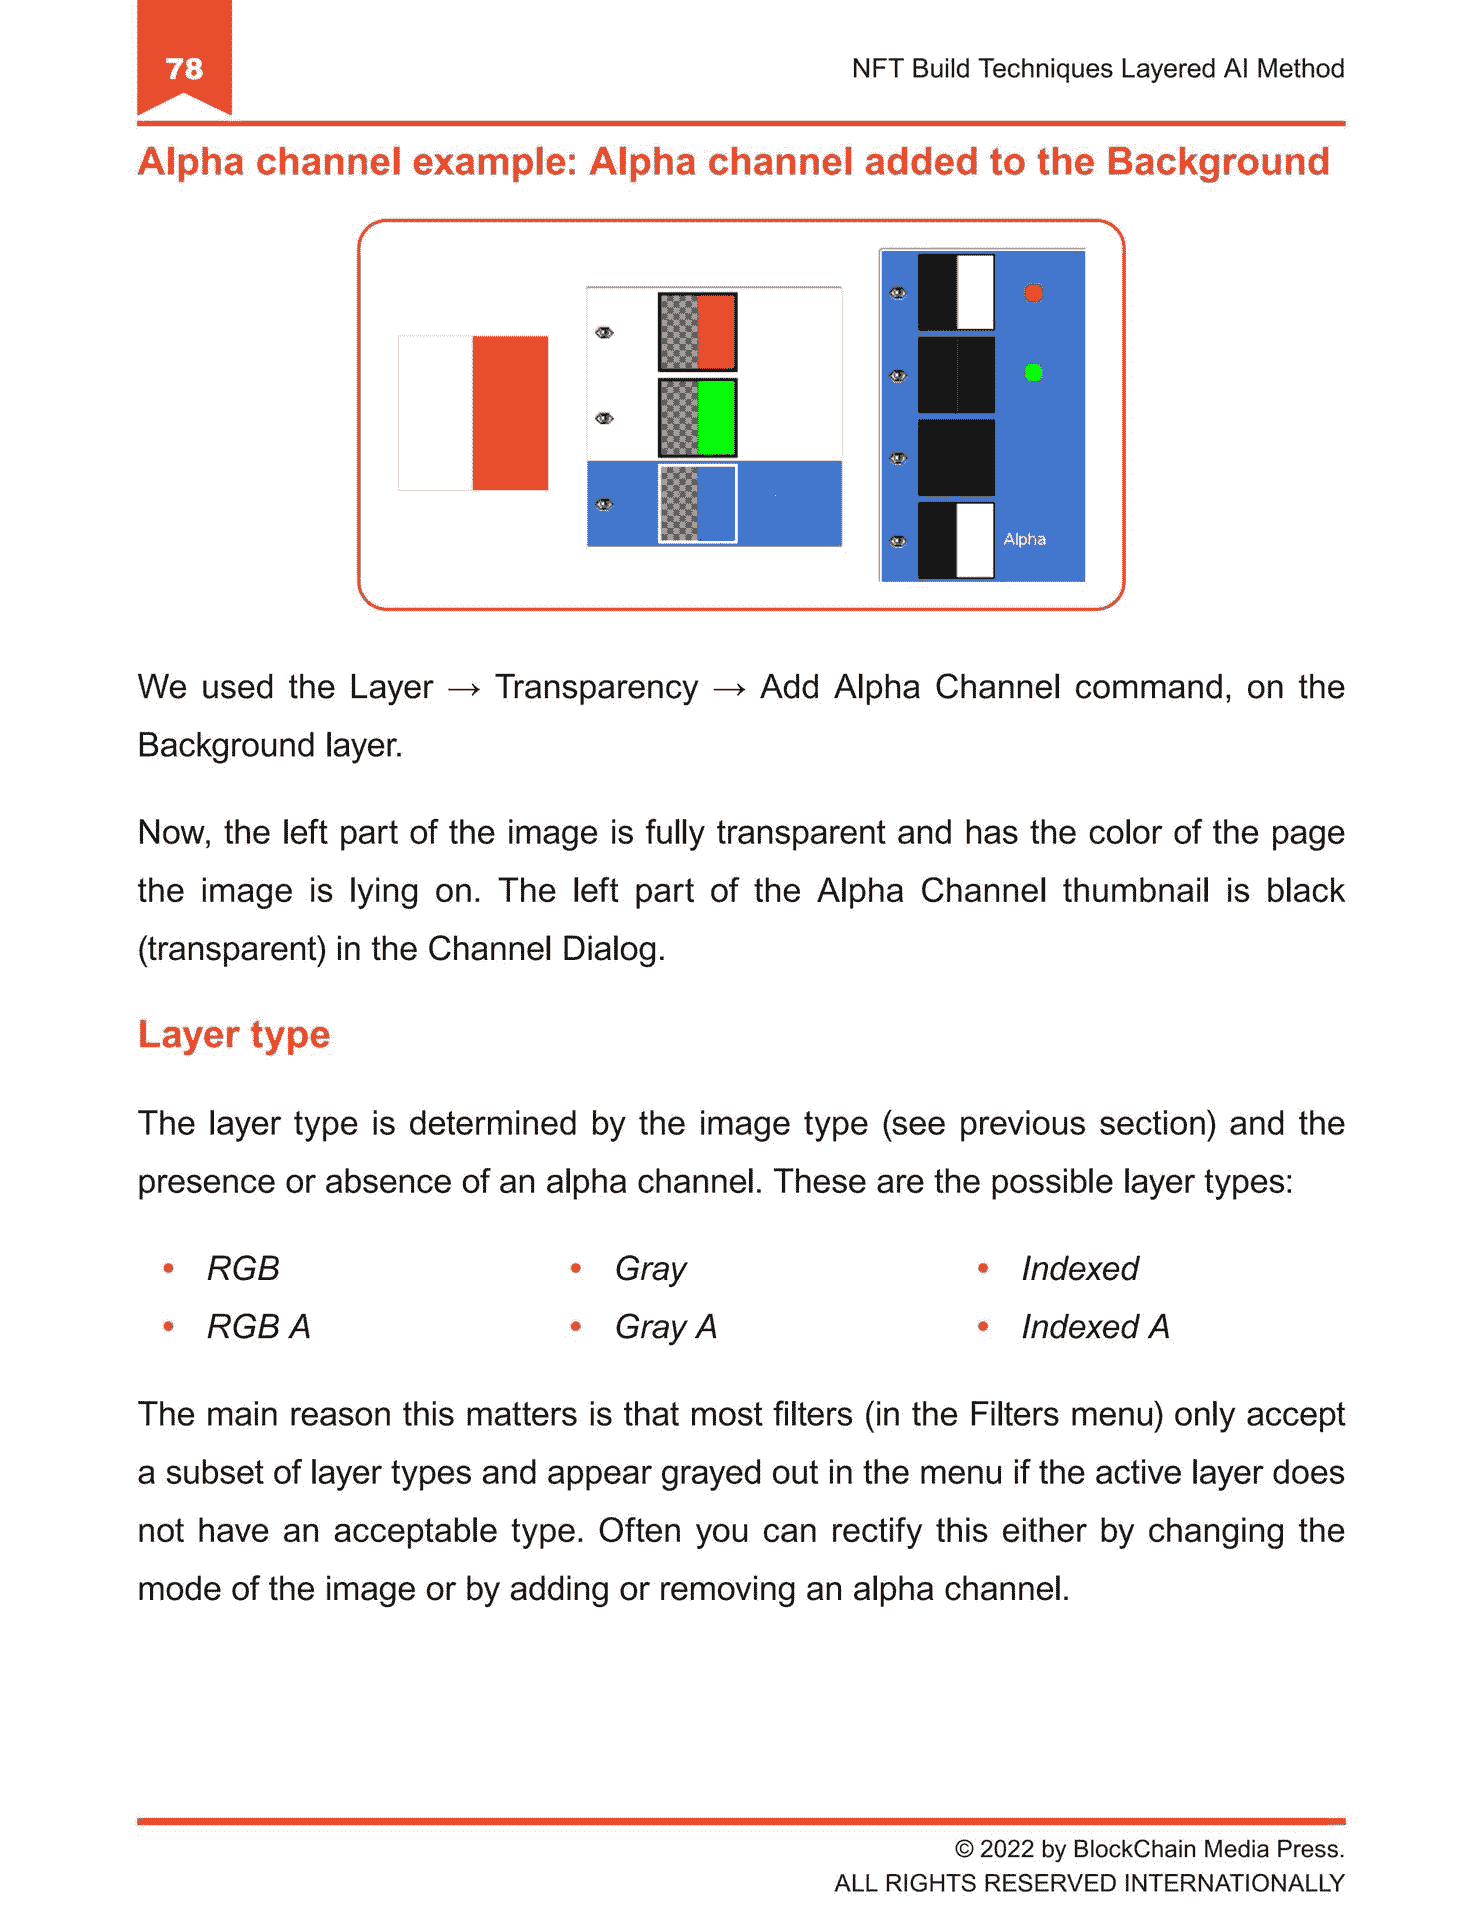 78
NFT Build Techniques Layered AI Method
Alpha channel example: Alpha channel added to the Background
Alpha
We used the Layer → Transparency → Add Alpha Channel command, on the
Background layer.
Now, the left part of the image is fully transparent and has the color of the page
the image is lying on. The left part of the Alpha Channel thumbnail is black
(transparent) in the Channel Dialog.
Layer type
The layer type is determined by the image type (see previous section) and the
presence or absence of an alpha channel. These are the possible layer types:
• RGB • Gray • Indexed
• RGB A • Gray A • Indexed A
The main reason this matters is that most filters (in the Filters menu) only accept
a subset of layer types and appear grayed out in the menu if the active layer does
not have an acceptable type. Often you can rectify this either by changing the
mode of the image or by adding or removing an alpha channel.
© 2022 by BlockChain Media Press.
ALL RIGHTS RESERVED INTERNATIONALLY